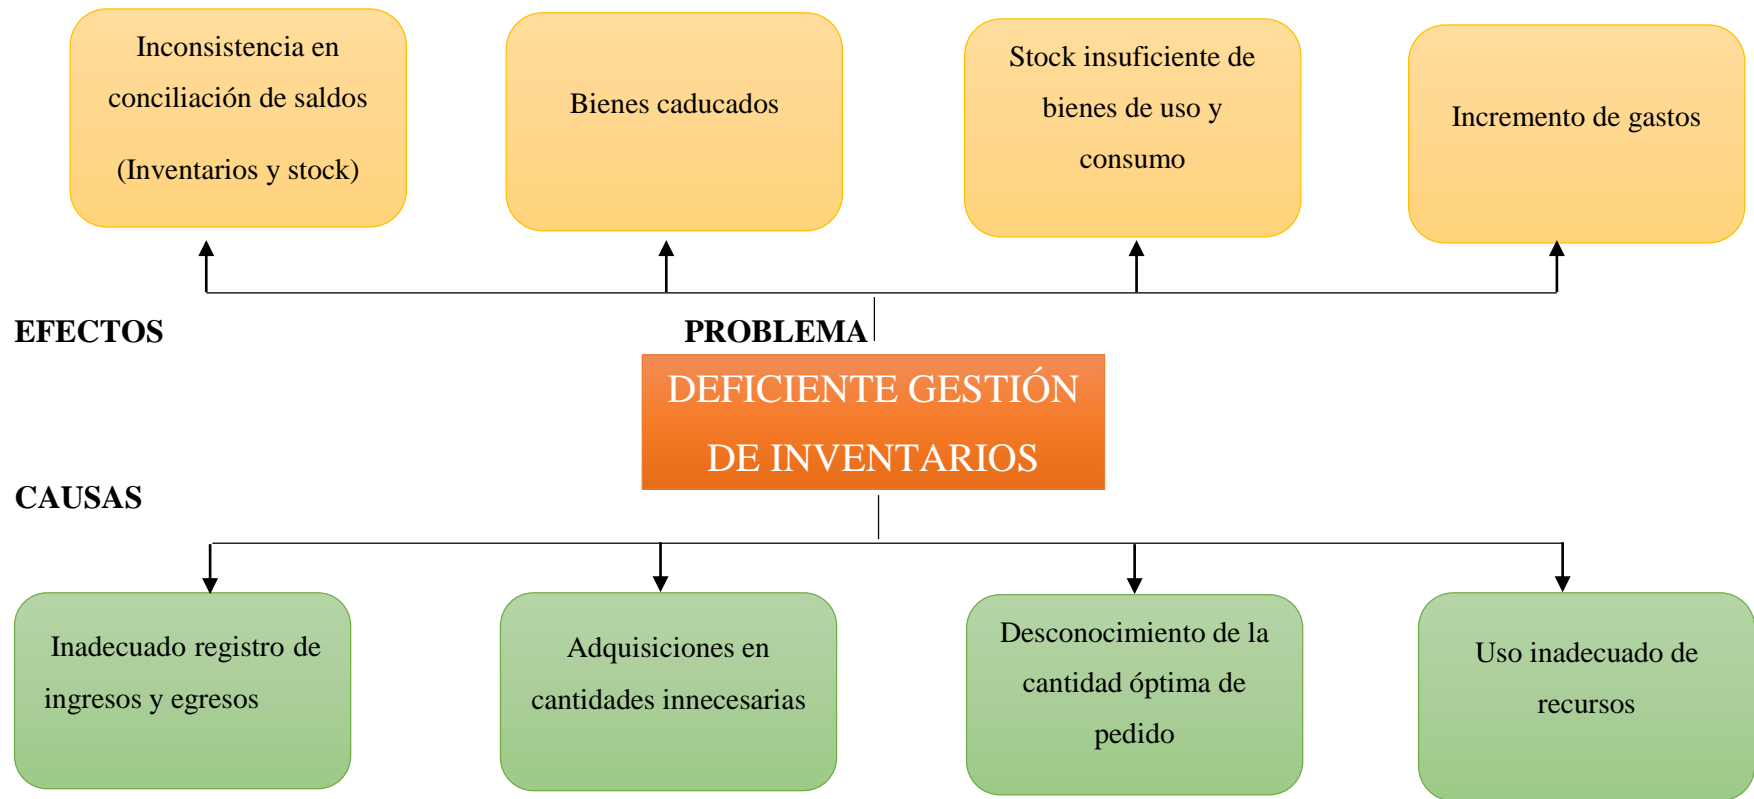 Inconsistencia en
conciliación de saldos
(Inventarios y stock)
Bienes caducados
Stock insuficiente de
bienes de uso y
consumo
Incremento de gastos
EFECTOS
PROBLEMA
DEFICIENTE GESTIÓN
DE INVENTARIOS
CAUSAS
Inadecuado registro de
ingresos y egresos
Adquisiciones en
cantidades innecesarias
Desconocimiento de la
cantidad óptima de
pedido
Uso inadecuado de
recursos